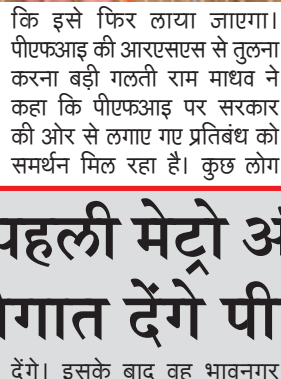 कि इसे फिर लाया जाएगा।
पीएफआइ की आरएसएस से तुलना
करना बड़ी गलती राम माधव ने
कहा कि पीएफआइ पर सरकार
की ओर से लगाए गए प्रतिबंध को
समर्थन मिल रहा है। कुछ लोग
पहली मेट्रो
देंगे पी
देंगे। इसके बाद वह भावनगर